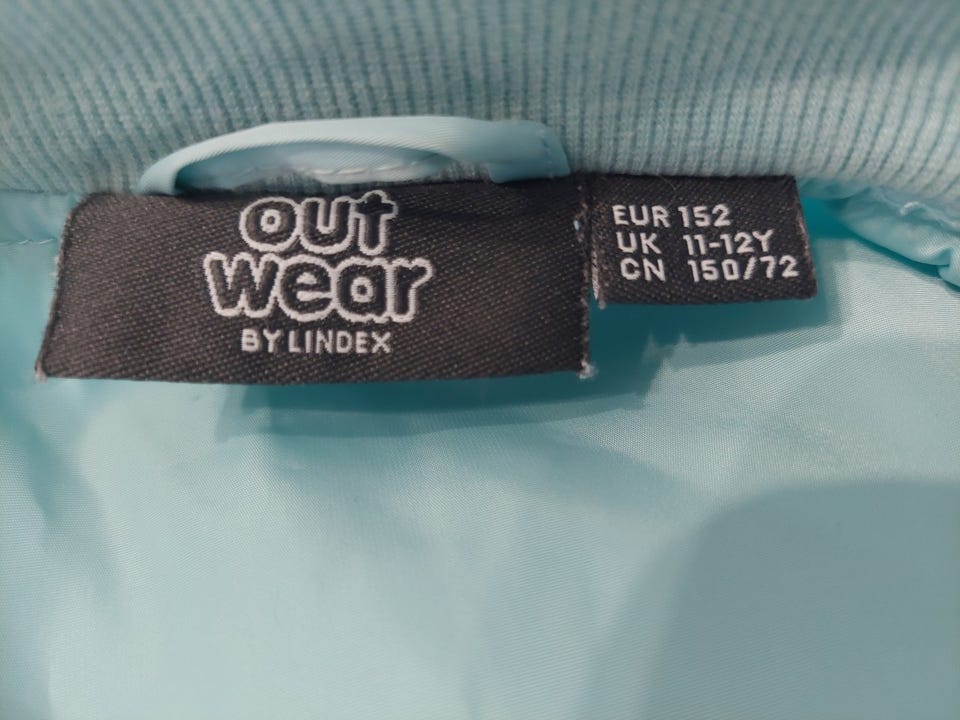 out
wear
BY LINDEX
EUR 152
UK 11-12Y
CN 150/72